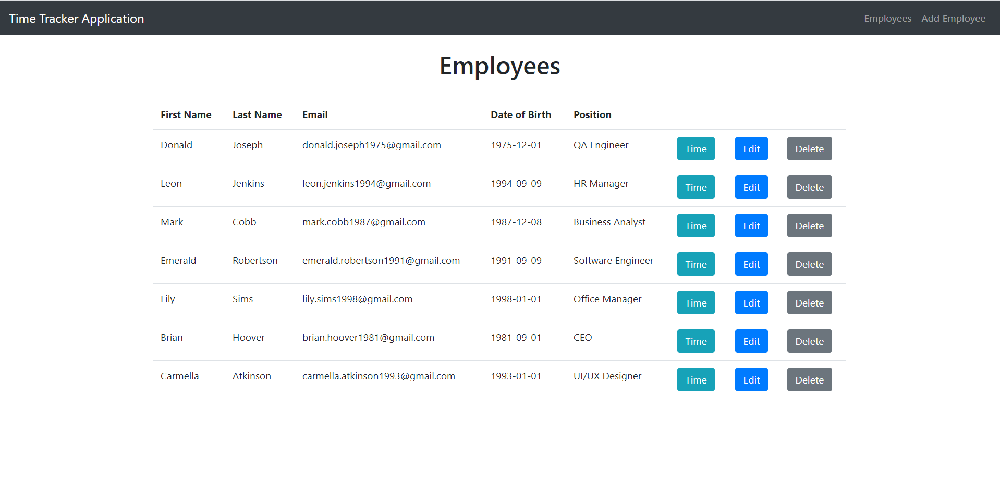 Time Tracker Application Employees Add Employee
Employees
First Name Last Name Email Date of Birth Position
Donald Joseph donald.joseph1975@gmail.com 1975-12-01 QA Engineer Time Edit Delete
Leon Jenkins leon.jenkins1994@gmail.com 1994-09-09 HR Manager Time Edit Delete
Mark Cobb mark.cobb1987@gmail.com 1987-12-08 Business Analyst Time Edit Delete
Emerald Robertson emerald.robertson1991@gmail.com 1991-09-09 Software Engineer Time Edit Delete
Lily Sims lily.sims1998@gmail.com 1998-01-01 Office Manager Time Edit Delete
Brian Hoover brian.hoover1981@gmail.com 1981-09-01 CEO Time Edit Delete
Carmella Atkinson carmella.atkinson1993@gmail.com 1993-01-01 UI/UX Designer Time Edit Delete